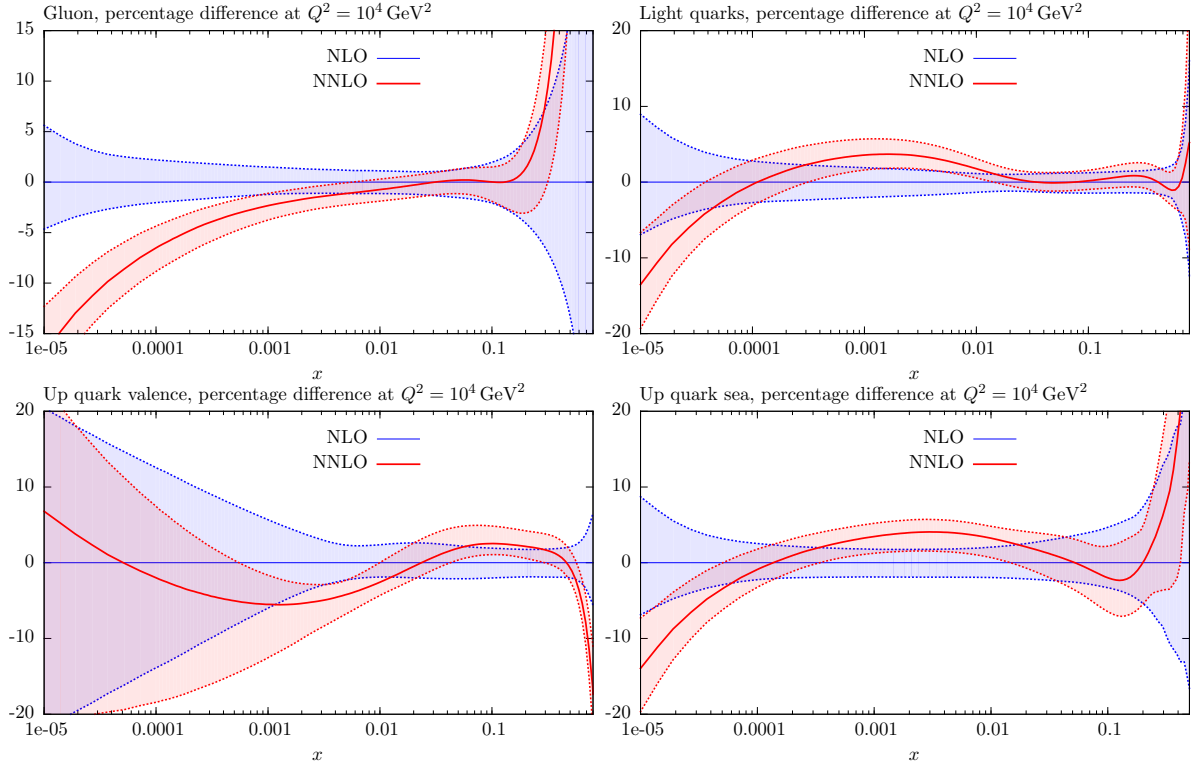 Gluon, percentage difference at Q² = 10⁴ GeV²
15
10
5
0
-5
-10
-15
NLO
NNLO
1e-05 0.0001 0.001 0.01 0.1
x
Light quarks, percentage difference at Q² = 10⁴ GeV²
20
10
0
-10
-20
NLO
NNLO
1e-05 0.0001 0.001 0.01 0.1
x
Up quark valence, percentage difference at Q² = 10⁴ GeV²
20
10
0
-10
-20
NLO
NNLO
1e-05 0.0001 0.001 0.01 0.1
x
Up quark sea, percentage difference at Q² = 10⁴ GeV²
20
10
0
-10
-20
NLO
NNLO
1e-05 0.0001 0.001 0.01 0.1
x